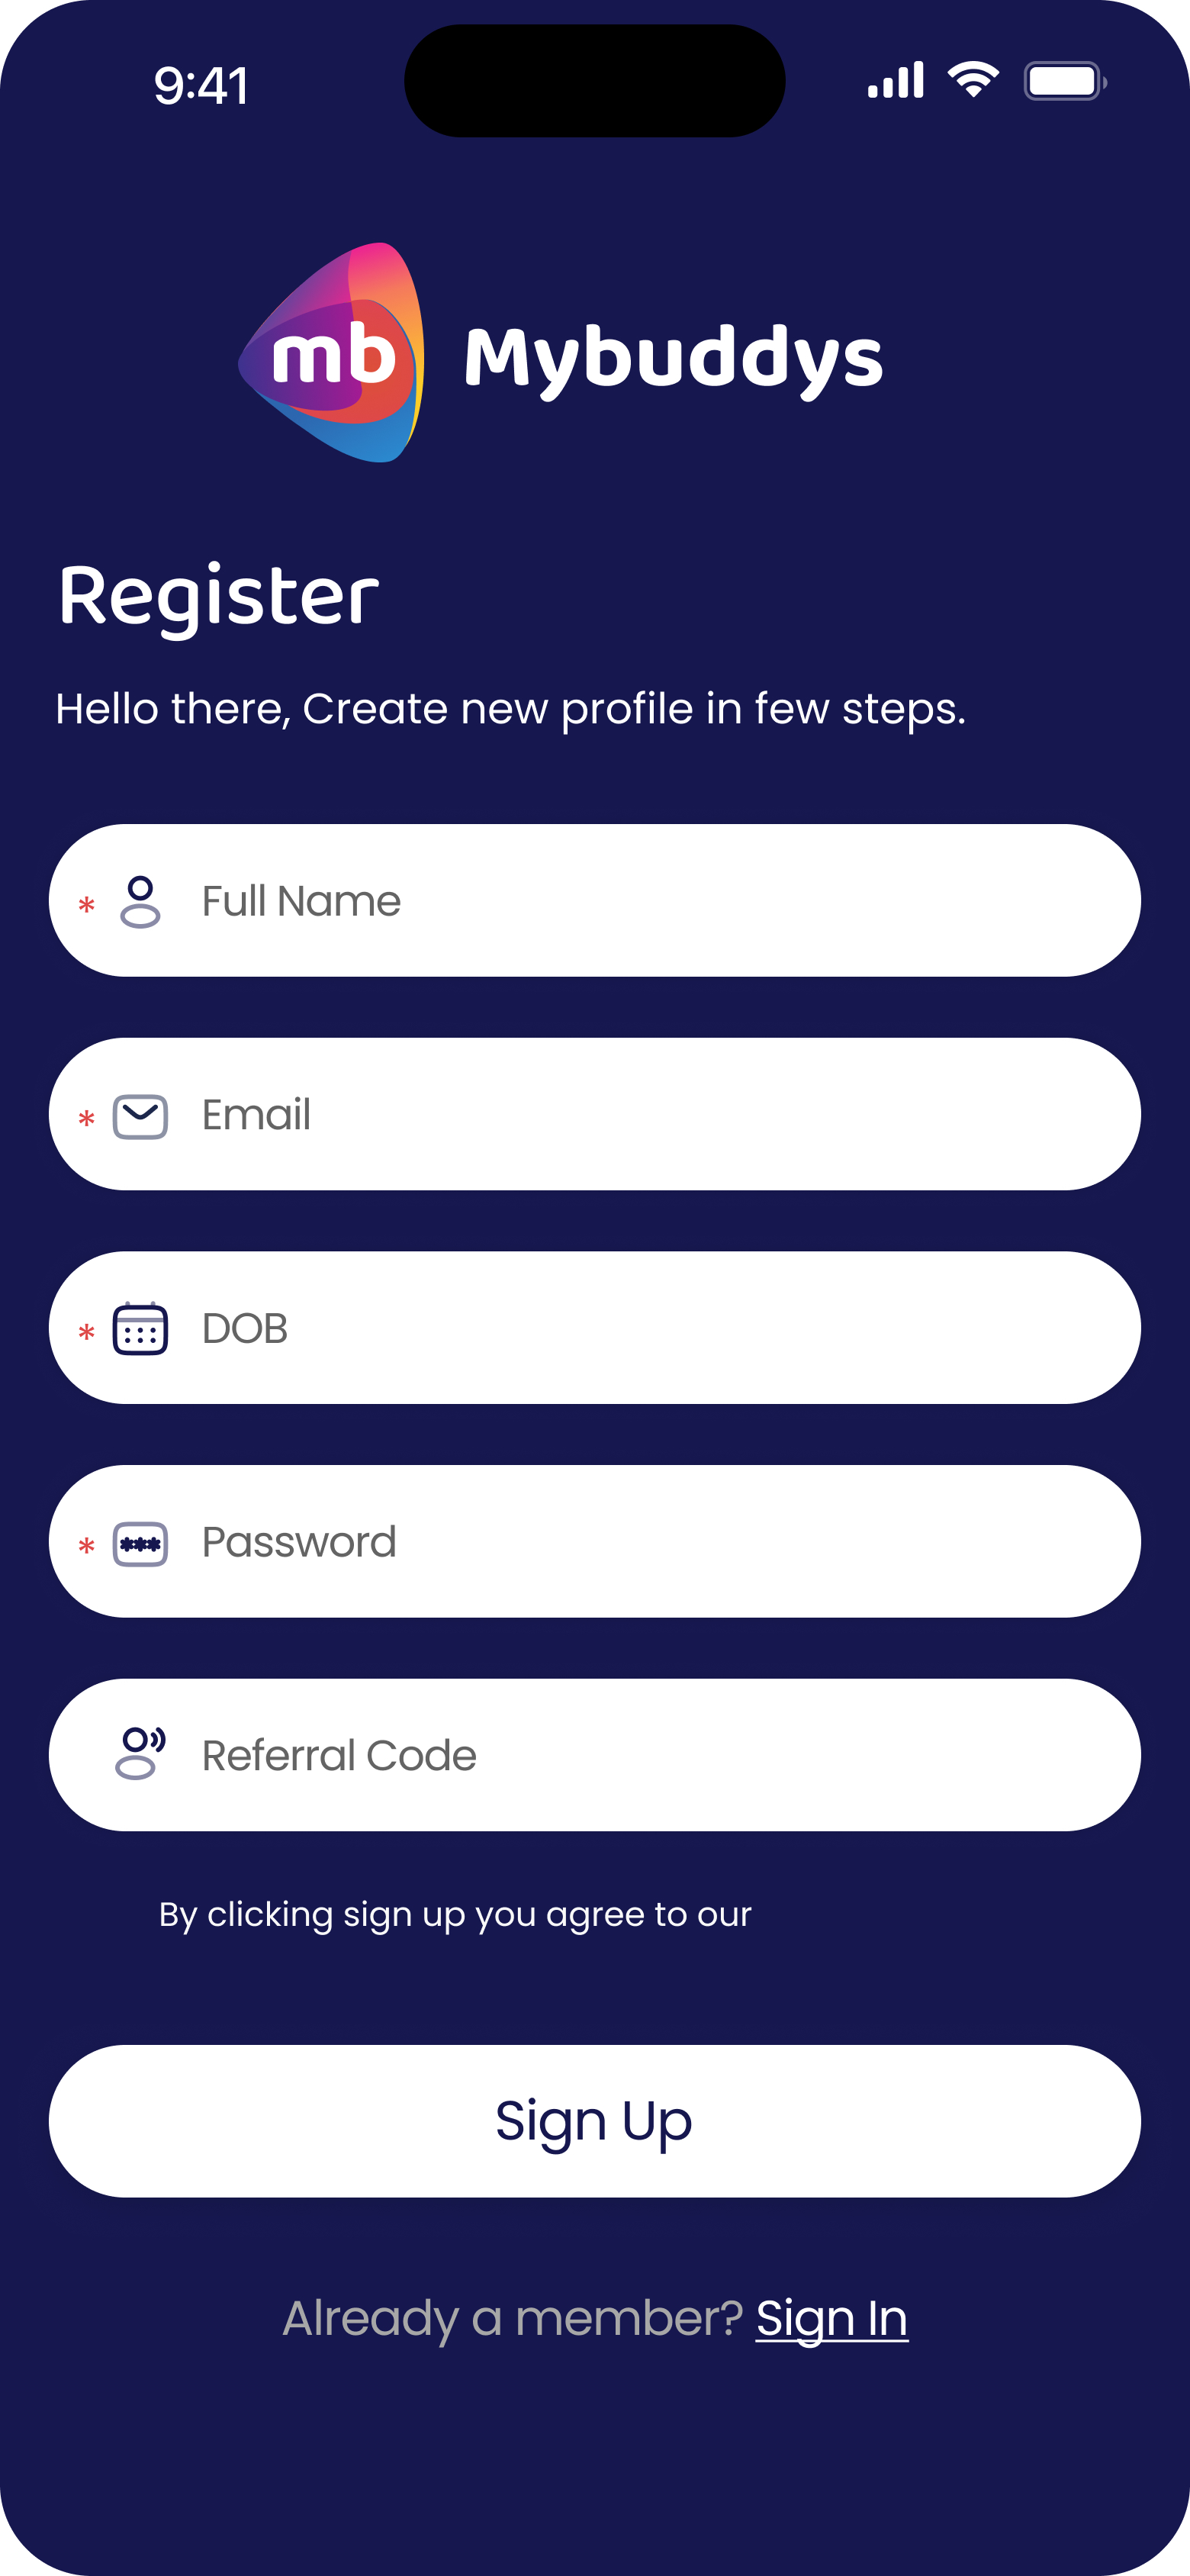 9:41
mb Mybuddys
Register
Hello there, Create new profile in few steps.
* Full Name
* Email
* DOB
* *** Password
Referral Code
By clicking sign up you agree to our
Sign Up
Already a member? Sign In